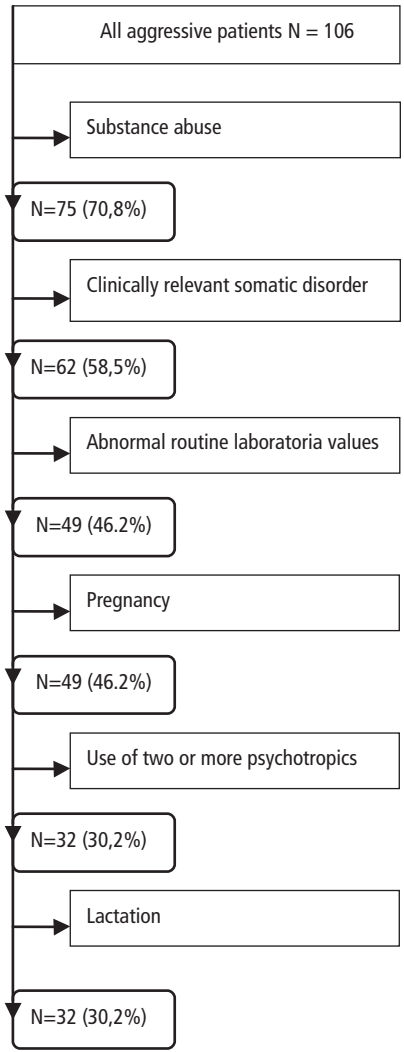 All aggressive patients N = 106
Substance abuse
N=75 (70,8%)
Clinically relevant somatic disorder
N=62 (58,5%)
Abnormal routine laboratoria values
N=49 (46.2%)
Pregnancy
N=49 (46.2%)
Use of two or more psychotropics
N=32 (30,2%)
Lactation
N=32 (30,2%)